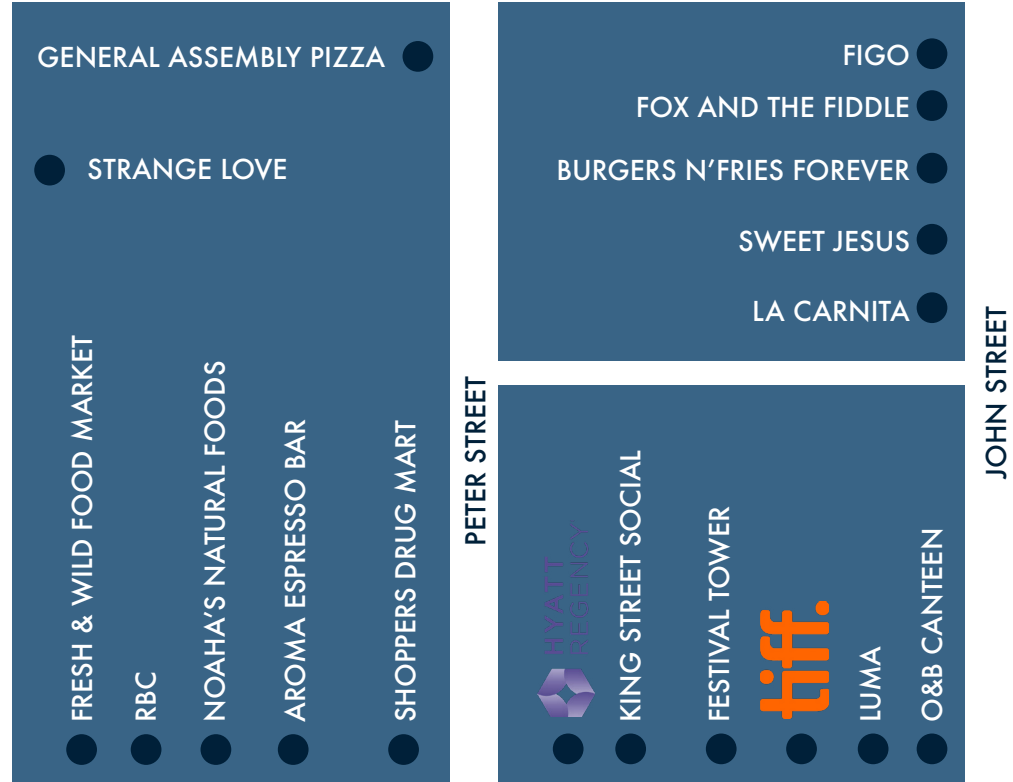 GENERAL ASSEMBLY PIZZA
STRANGE LOVE
FRESH & WILD FOOD MARKET
RBC
NOAHA'S NATURAL FOODS
AROMA ESPRESSO BAR
SHOPPERS DRUG MART
PETER STREET
FIGO
FOX AND THE FIDDLE
BURGERS N'FRIES FOREVER
SWEET JESUS
LA CARNITA
JOHN STREET
HYATT
REGENCY
KING STREET SOCIAL
FESTIVAL TOWER
tiff.
LUMA
O&B CANTEEN